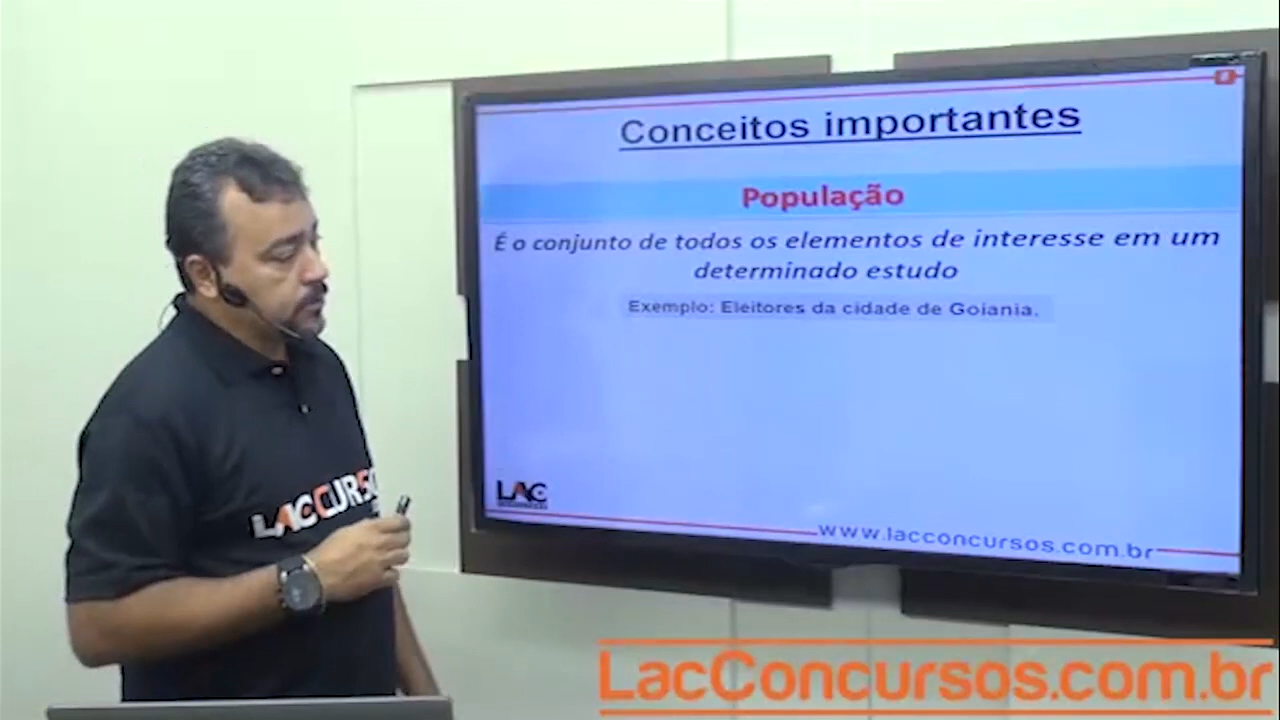 Conceitos importantes
População
É o conjunto de todos os elementos de interesse em um
determinado estudo
Exemplo: Eleitores da cidade de Goiania.
LACCURSO
LAC
www.lacconcursos.com.br
LacConcursos.com.br